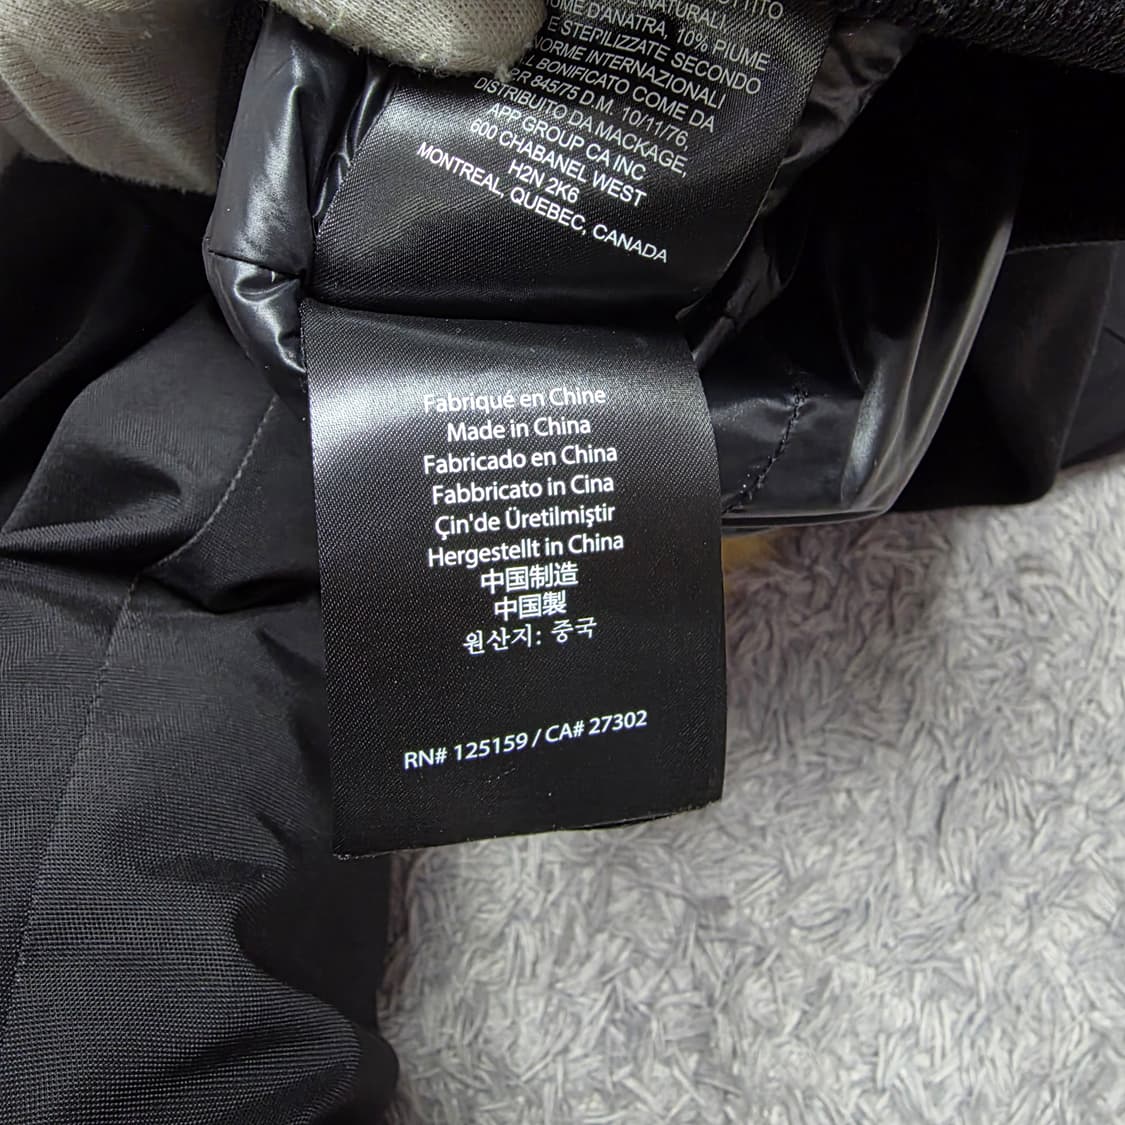 NATURALI,
D'ANATRA, 10% PIUME
E STERILIZZATE SECONDO
NORME INTERNAZIONALI
BONIFICATO COME DA
845/75 D.M. 10/11/76,
DISTRIBUITO DA MACKAGE,
APP GROUP CA INC
600 CHABANEL WEST
H2N 2K6
MONTREAL, QUEBEC, CANADA
Fabriqué en Chine
Made in China
Fabricado en China
Fabbricato in Cina
Çin'de Üretilmiştir
Hergestellt in China
中国制造
中国製
원산지: 중국
RN# 125159 / CA# 27302